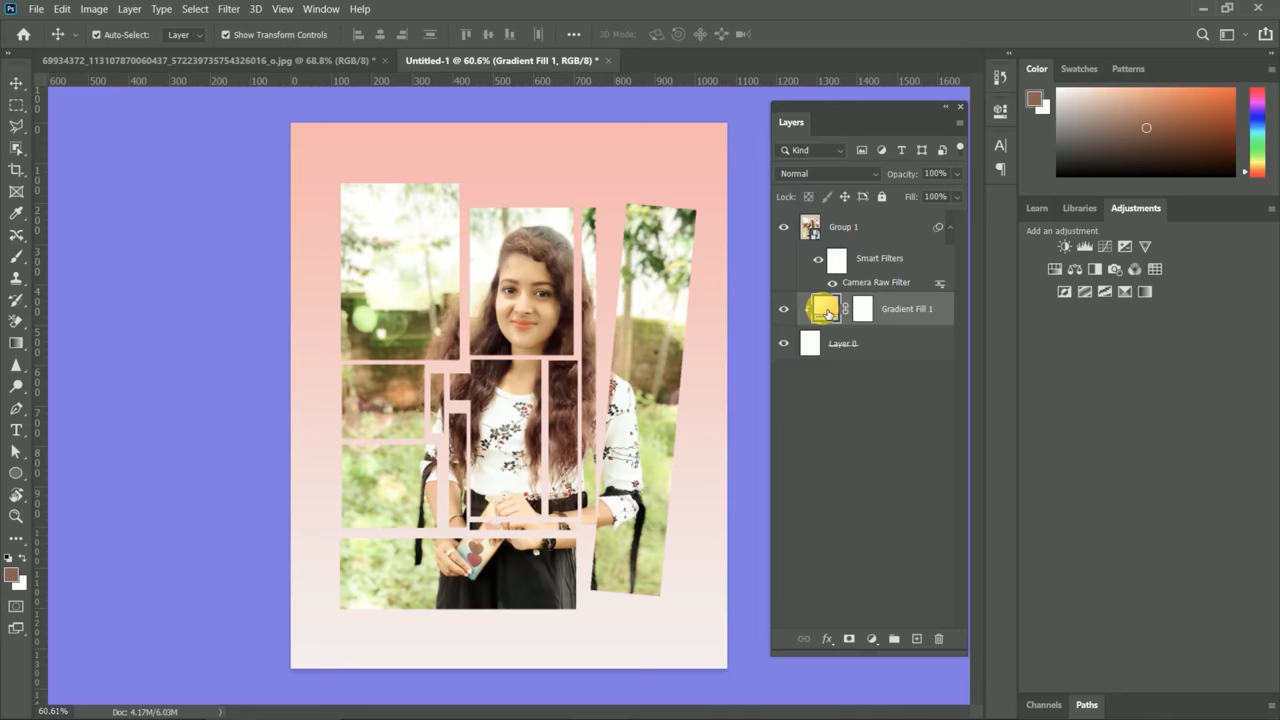 Ps File Edit Image Layer Type Select Filter 3D View Window Help
Auto-Select: Layer Show Transform Controls 3D Mode:
69934372_113107870060437_5722397357543260016_o.jpg @ 68.8% (RGB/8) * × Untitled-1 @ 60.6% (Gradient Fill 1, RGB/8) * ×
600 500 400 300 200 100 0 100 200 300 400 500 600 700 800 900 1000 1100 1200 1300 1400 1500 1600
Color Swatches Patterns
Layers
Kind
Normal Opacity: 100%
Lock: Fill: 100%
Group 1
Smart Filters
Camera Raw Filter
Gradient Fill 1
Layer 0
Learn Libraries Adjustments
Add an adjustment
Channels Paths
60.61% Doc: 4.17M/6.03M